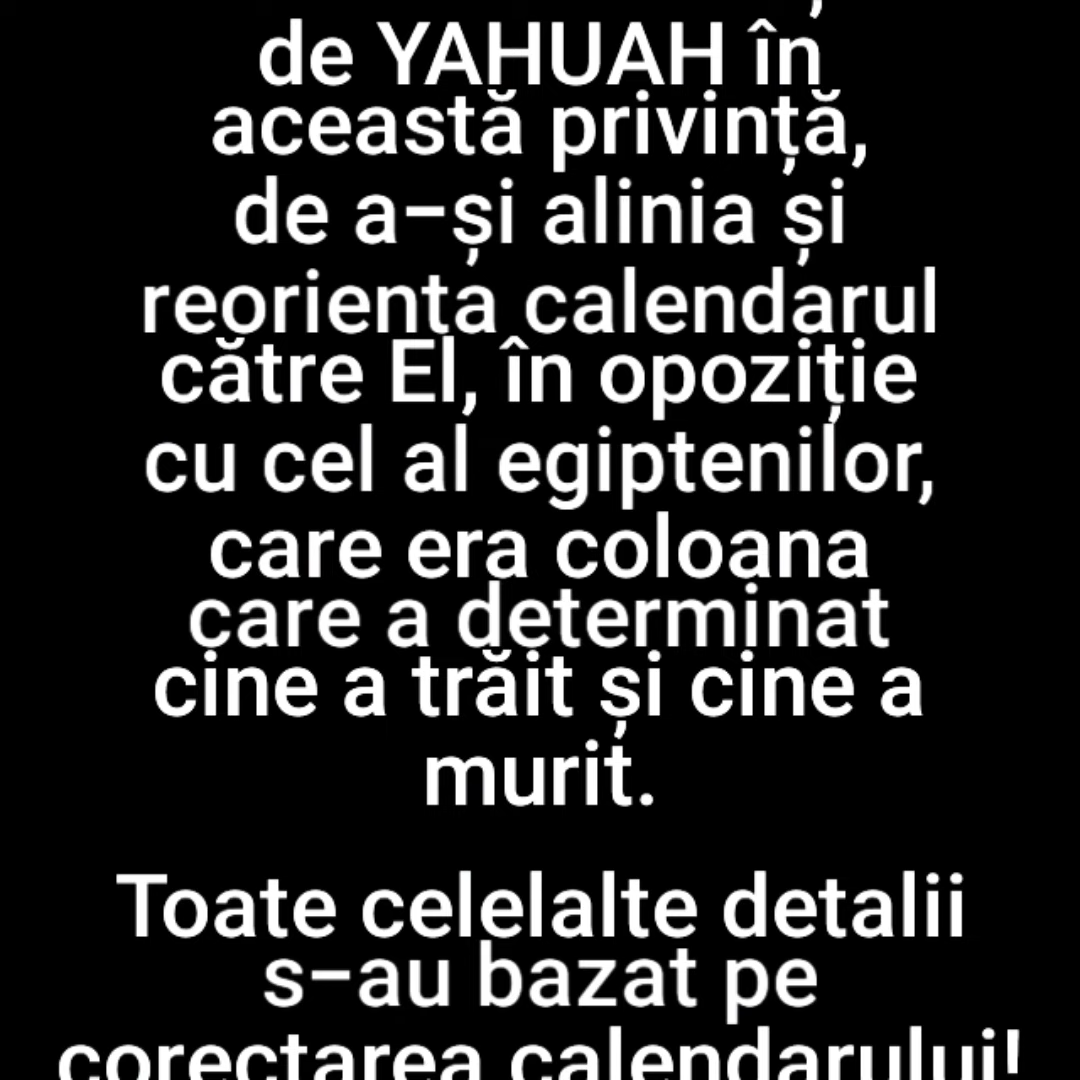 de YAHUAH în
această privință,
de a-și alinia și
reorienta calendarul
către El, în opoziție
cu cel al egiptenilor,
care era coloana
care a determinat
cine a trăit și cine a
murit.
Toate celelalte detalii
s-au bazat pe
corectarea calendarului!